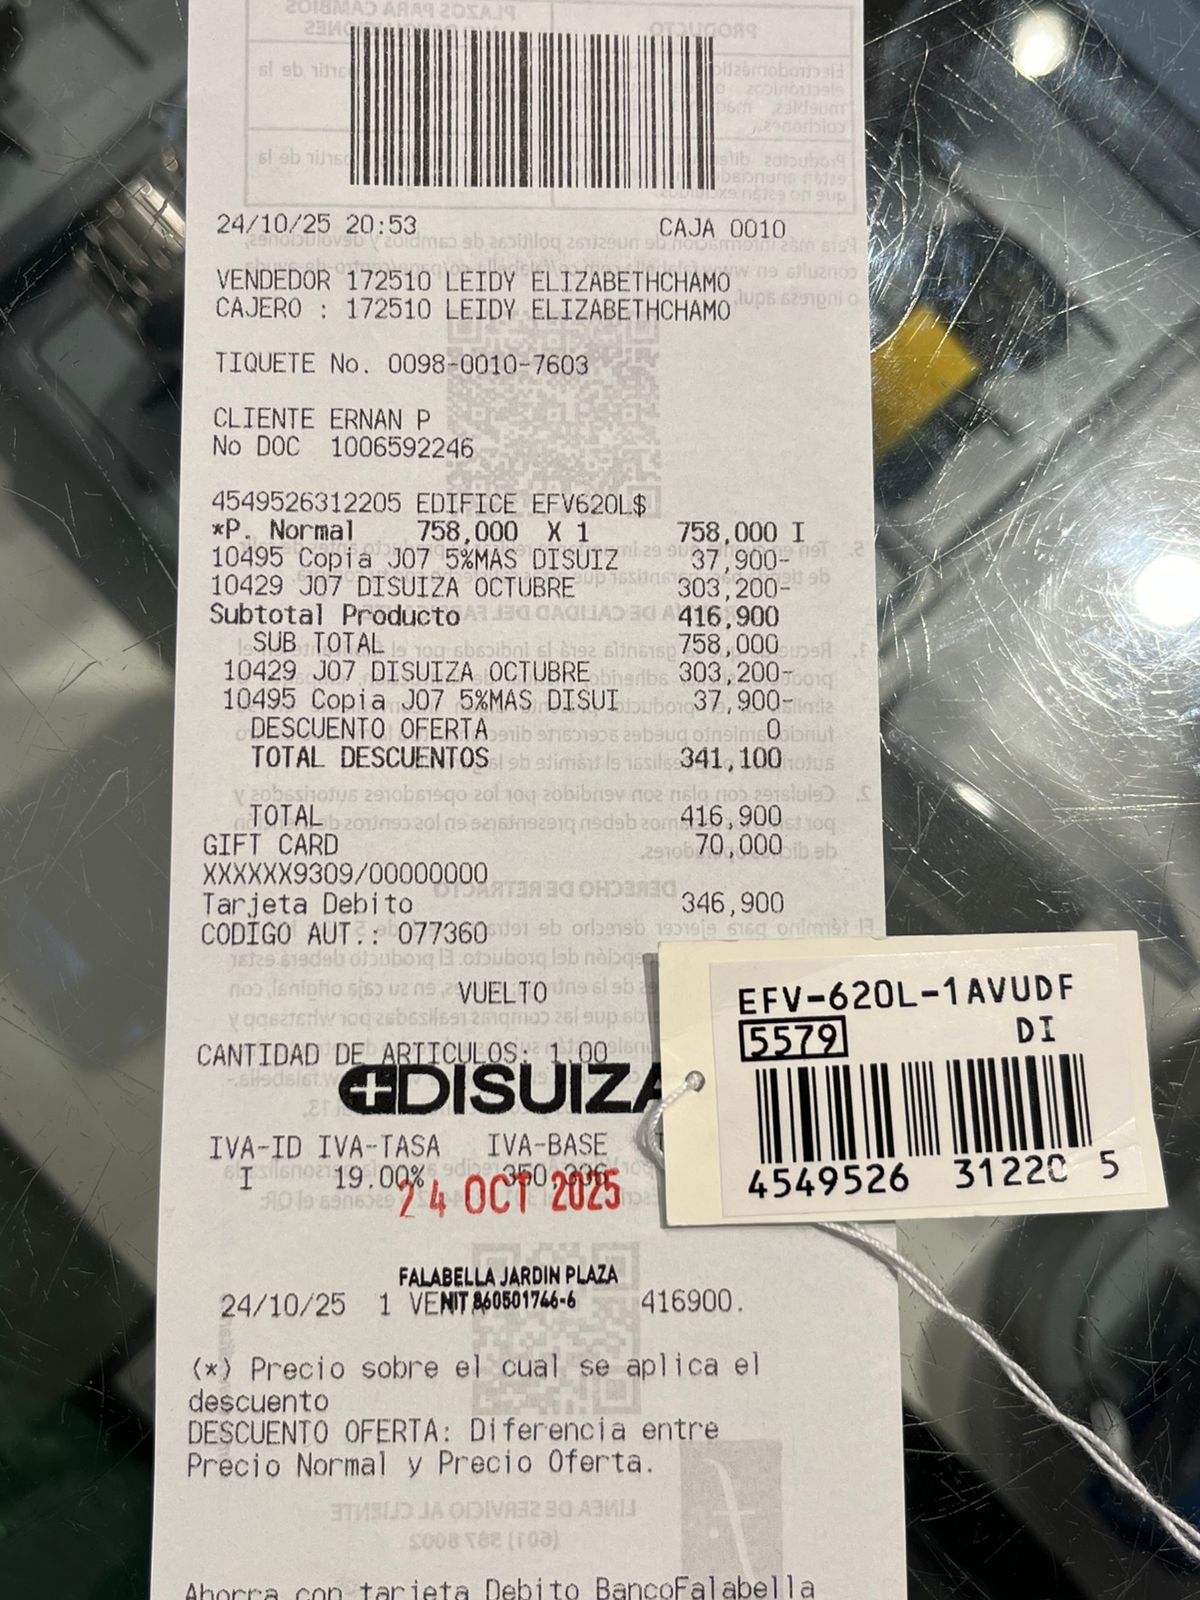 24/10/25 20:53 CAJA 0010
VENDEDOR 172510 LEIDY ELIZABETHCHAMO
CAJERO : 172510 LEIDY ELIZABETHCHAMO
TIQUETE No. 0098-0010-7603
CLIENTE ERNAN P
No DOC 1006592246
4549526312205 EDIFICE EFV620L$
*P. Normal 758,000 X 1 758,000 I
10495 Copia J07 5%MAS DISUIZ 37,900-
10429 J07 DISUIZA OCTUBRE 303,200-
Subtotal Producto 416,900
SUB TOTAL 758,000
10429 J07 DISUIZA OCTUBRE 303,200-
10495 Copia J07 5%MAS DISUI 37,900-
DESCUENTO OFERTA 0
TOTAL DESCUENTOS 341,100
TOTAL 416,900
GIFT CARD 70,000
XXXXXX9309/00000000
Tarjeta Debito 346,900
CODIGO AUT.: 077360
VUELTO
CANTIDAD DE ARTICULOS: 1.00
DISUIZA
IVA-ID IVA-TASA IVA-BASE
I 19.00%
24 OCT 2025
FALABELLA JARDIN PLAZA
NIT 860501746-6
24/10/25 1 VE 416900.
(*) Precio sobre el cual se aplica el
descuento
DESCUENTO OFERTA: Diferencia entre
Precio Normal y Precio Oferta.
Ahorra con tarjeta Debito BancoFalabella
EFV-620L-1AVUDF
5579 DI
4549526 31220 5